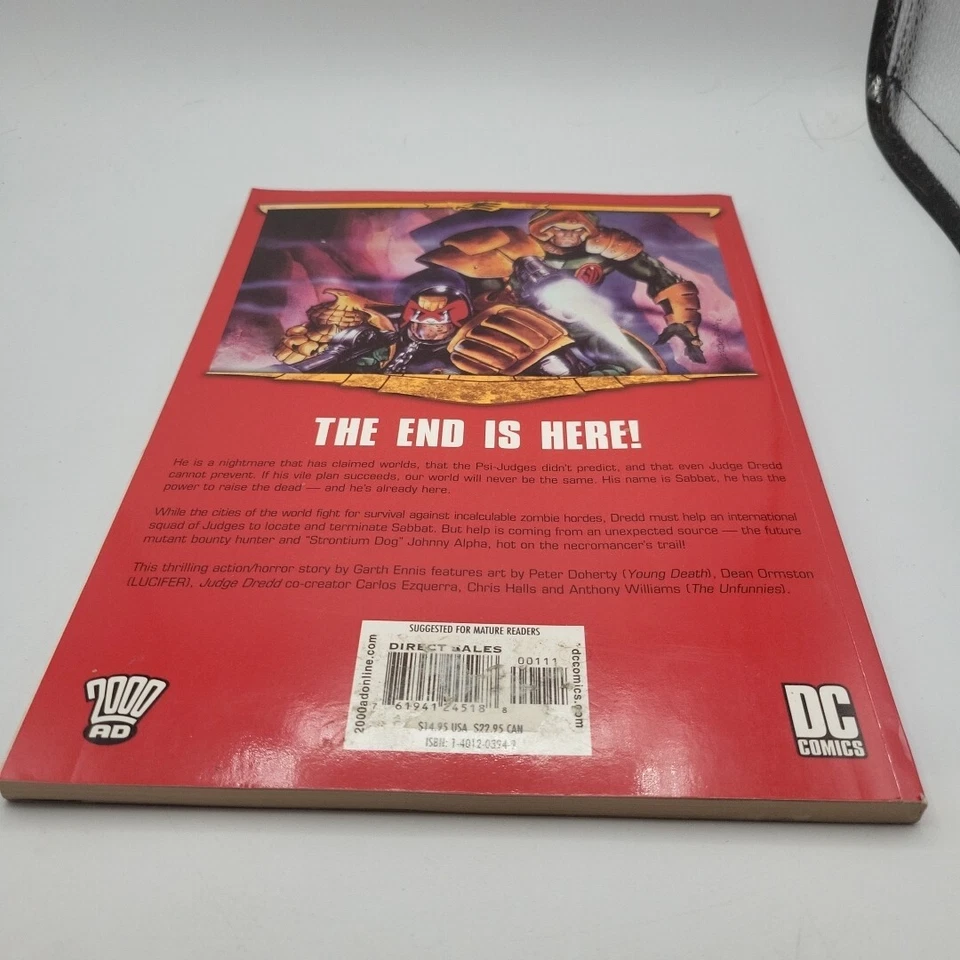 THE END IS HERE!
He is a nightmare that has claimed worlds, that the Psi-Judges didn't predict, and that even Judge Dredd
cannot prevent. If his vile plan succeeds, our world will never be the same. His name is Sabbat, he has the
power to raise the dead — and he's already here.
While the cities of the world fight for survival against incalculable zombie hordes, Dredd must help an international
squad of Judges to locate and terminate Sabbat. But help is coming from an unexpected source — the future
mutant bounty hunter and "Strontium Dog" Johnny Alpha, hot on the necromancer's trail!
This thrilling action/horror story by Garth Ennis features art by Peter Doherty (Young Death), Dean Ormston
(LUCIFER), Judge Dredd co-creator Carlos Ezquerra, Chris Halls and Anthony Williams (The Unfunnies).
SUGGESTED FOR MATURE READERS
DIRECT SALES
00111
2000adonline.com
dccomics.com
7 61941 24518 8
$14.95 USA $22.95 CAN
ISBN: 1-4012-0394-9
2000
AD
DC
COMICS